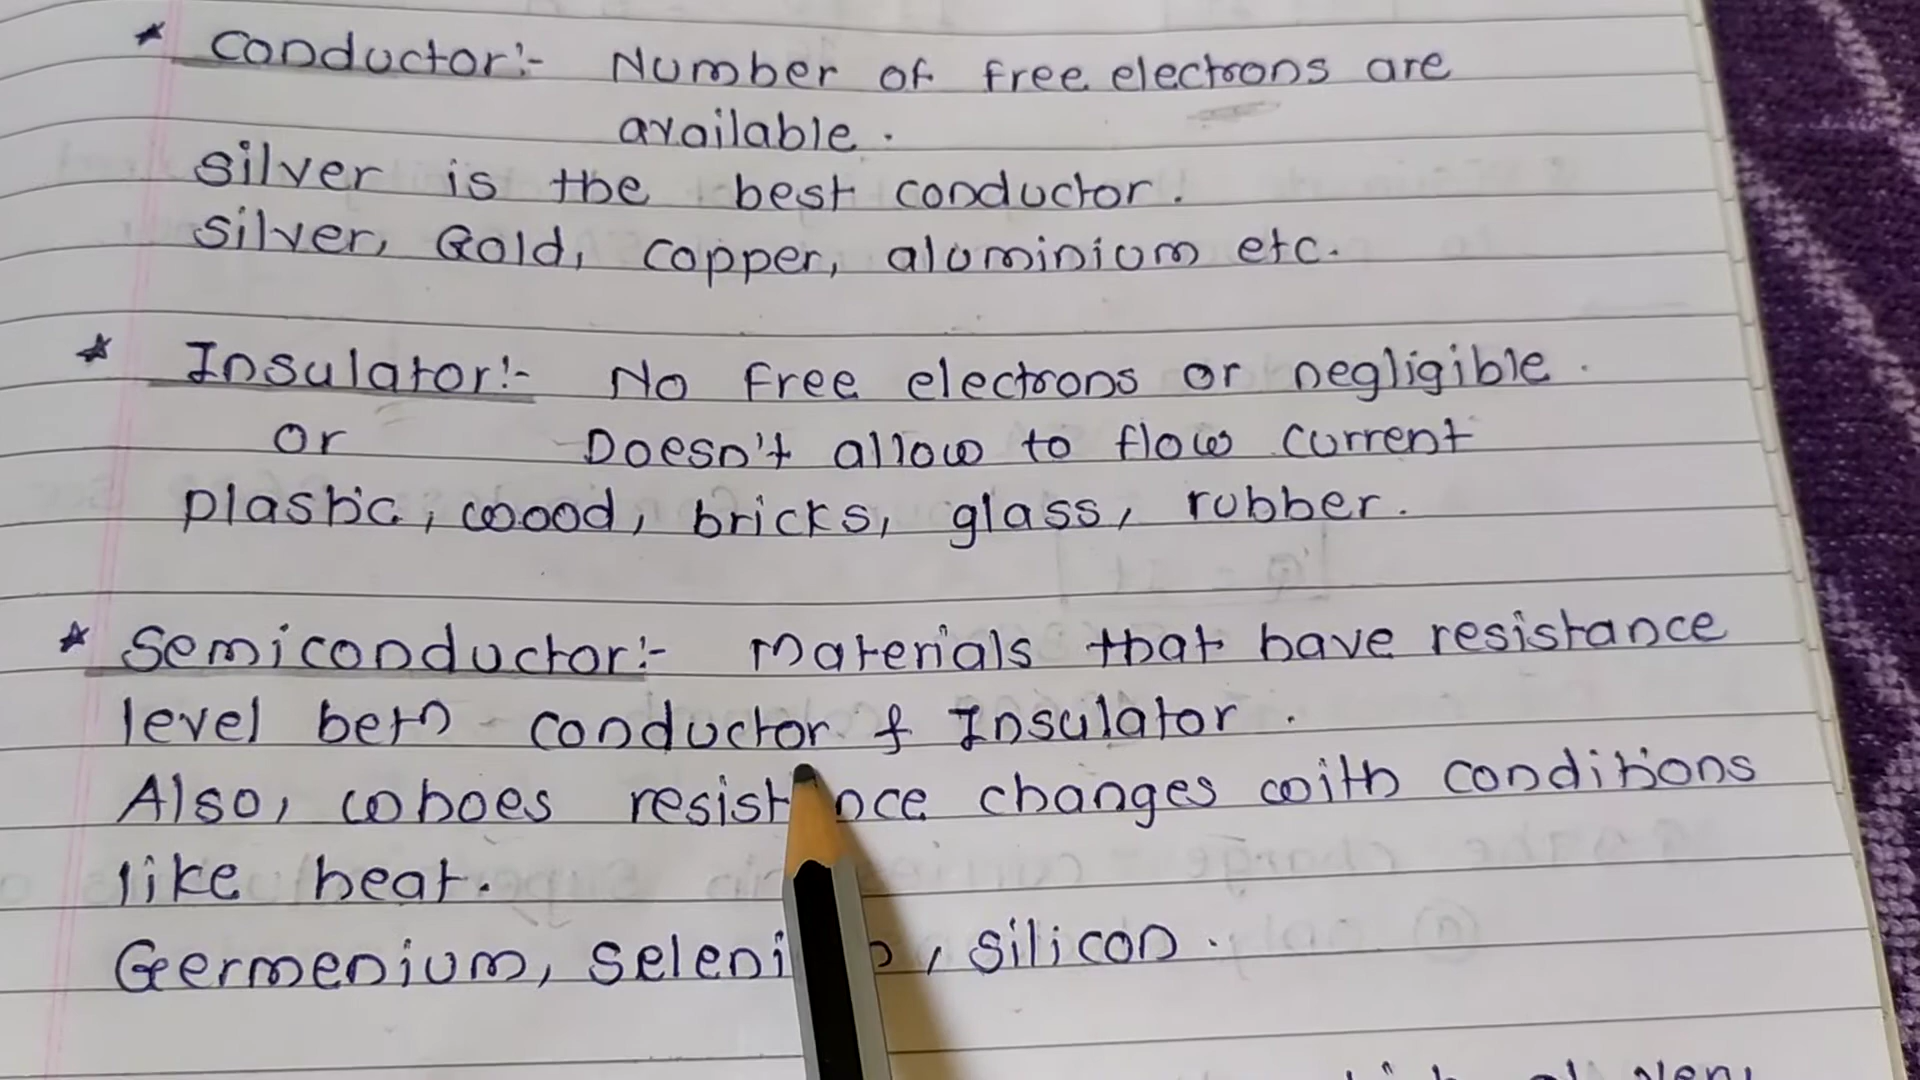 * Conductor:- Number of free electrons are
available.
Silver is the best conductor.
Silver, Gold, copper, aluminium etc.
* Insulator:- No free electrons or negligible.
or Doesn't allow to flow current
plastic, wood, bricks, glass, rubber.
* Semiconductor:- Materials that have resistance
level betn conductor & Insulator.
Also, whoes resistance changes with conditions
like heat.
Germenium, , silicon.